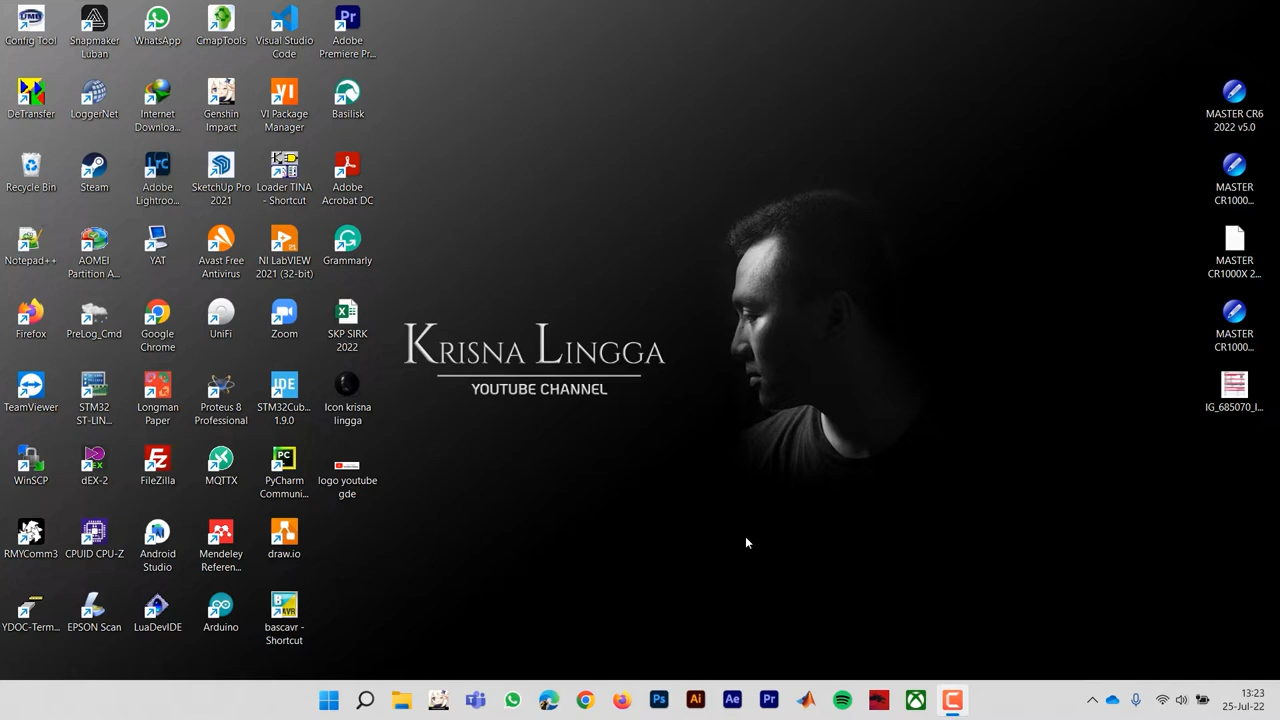 Config Tool
Snapmaker
Luban
WhatsApp
CmapTools
Visual Studio
Code
Adobe
Premiere Pr...
DeTransfer
LoggerNet
Internet
Downloa...
Genshin
Impact
VI Package
Manager
Basilisk
Recycle Bin
Steam
Adobe
Lightroo...
SketchUp Pro
2021
Loader TINA
- Shortcut
Adobe
Acrobat DC
Notepad++
AOMEI
Partition A...
YAT
Avast Free
Antivirus
NI LabVIEW
2021 (32-bit)
Grammarly
Firefox
PreLog_Cmd
Google
Chrome
UniFi
Zoom
SKP SIRK
2022
TeamViewer
STM32
ST-LIN...
Longman
Paper
Proteus 8
Professional
STM32Cub...
1.9.0
Icon krisna
lingga
WinSCP
dEX-2
FileZilla
MQTTX
PyCharm
Communi...
logo youtube
gde
RMYComm3
CPUID CPU-Z
Android
Studio
Mendeley
Referen...
draw.io
YDOC-Term...
EPSON Scan
LuaDevIDE
Arduino
bascavr -
Shortcut
KRISNA LINGGA
YOUTUBE CHANNEL
MASTER CR6
2022 v5.0
MASTER
CR1000...
MASTER
CR1000X 2...
MASTER
CR1000...
IG_685070_I...
13:23
25-Jul-22